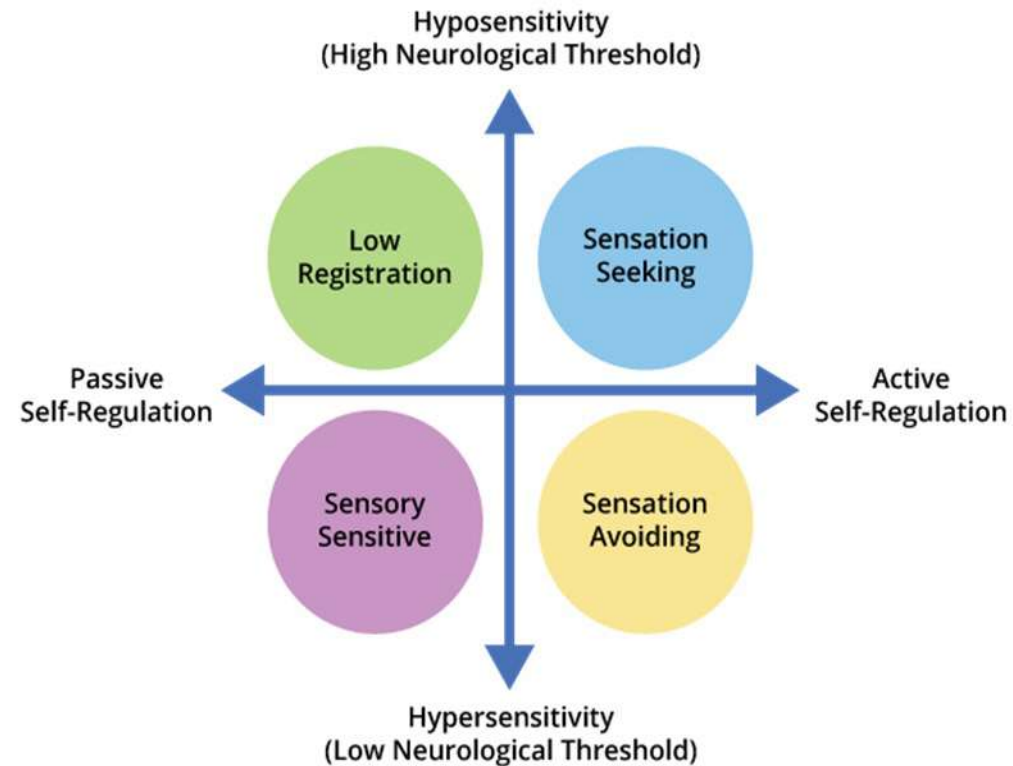 Hyposensitivity
(High Neurological Threshold)
Low
Registration
Sensation
Seeking
Passive
Self-Regulation
Active
Self-Regulation
Sensory
Sensitive
Sensation
Avoiding
Hypersensitivity
(Low Neurological Threshold)